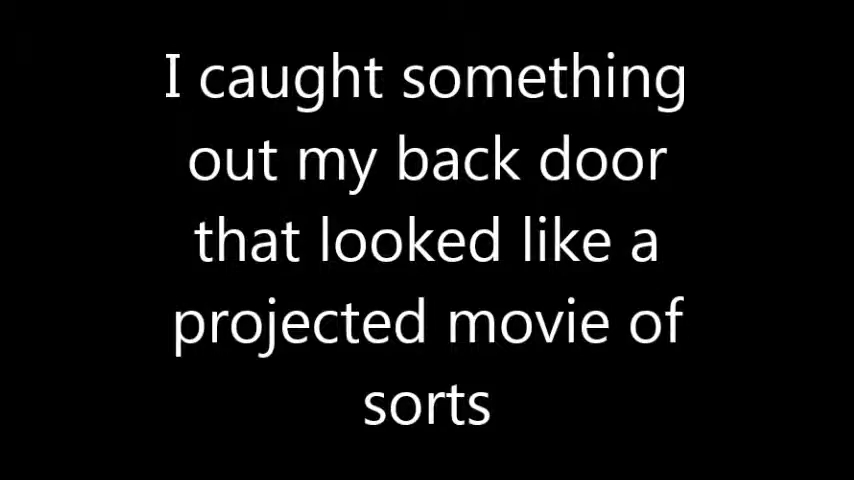 I caught something
out my back door
that looked like a
projected movie of
sorts